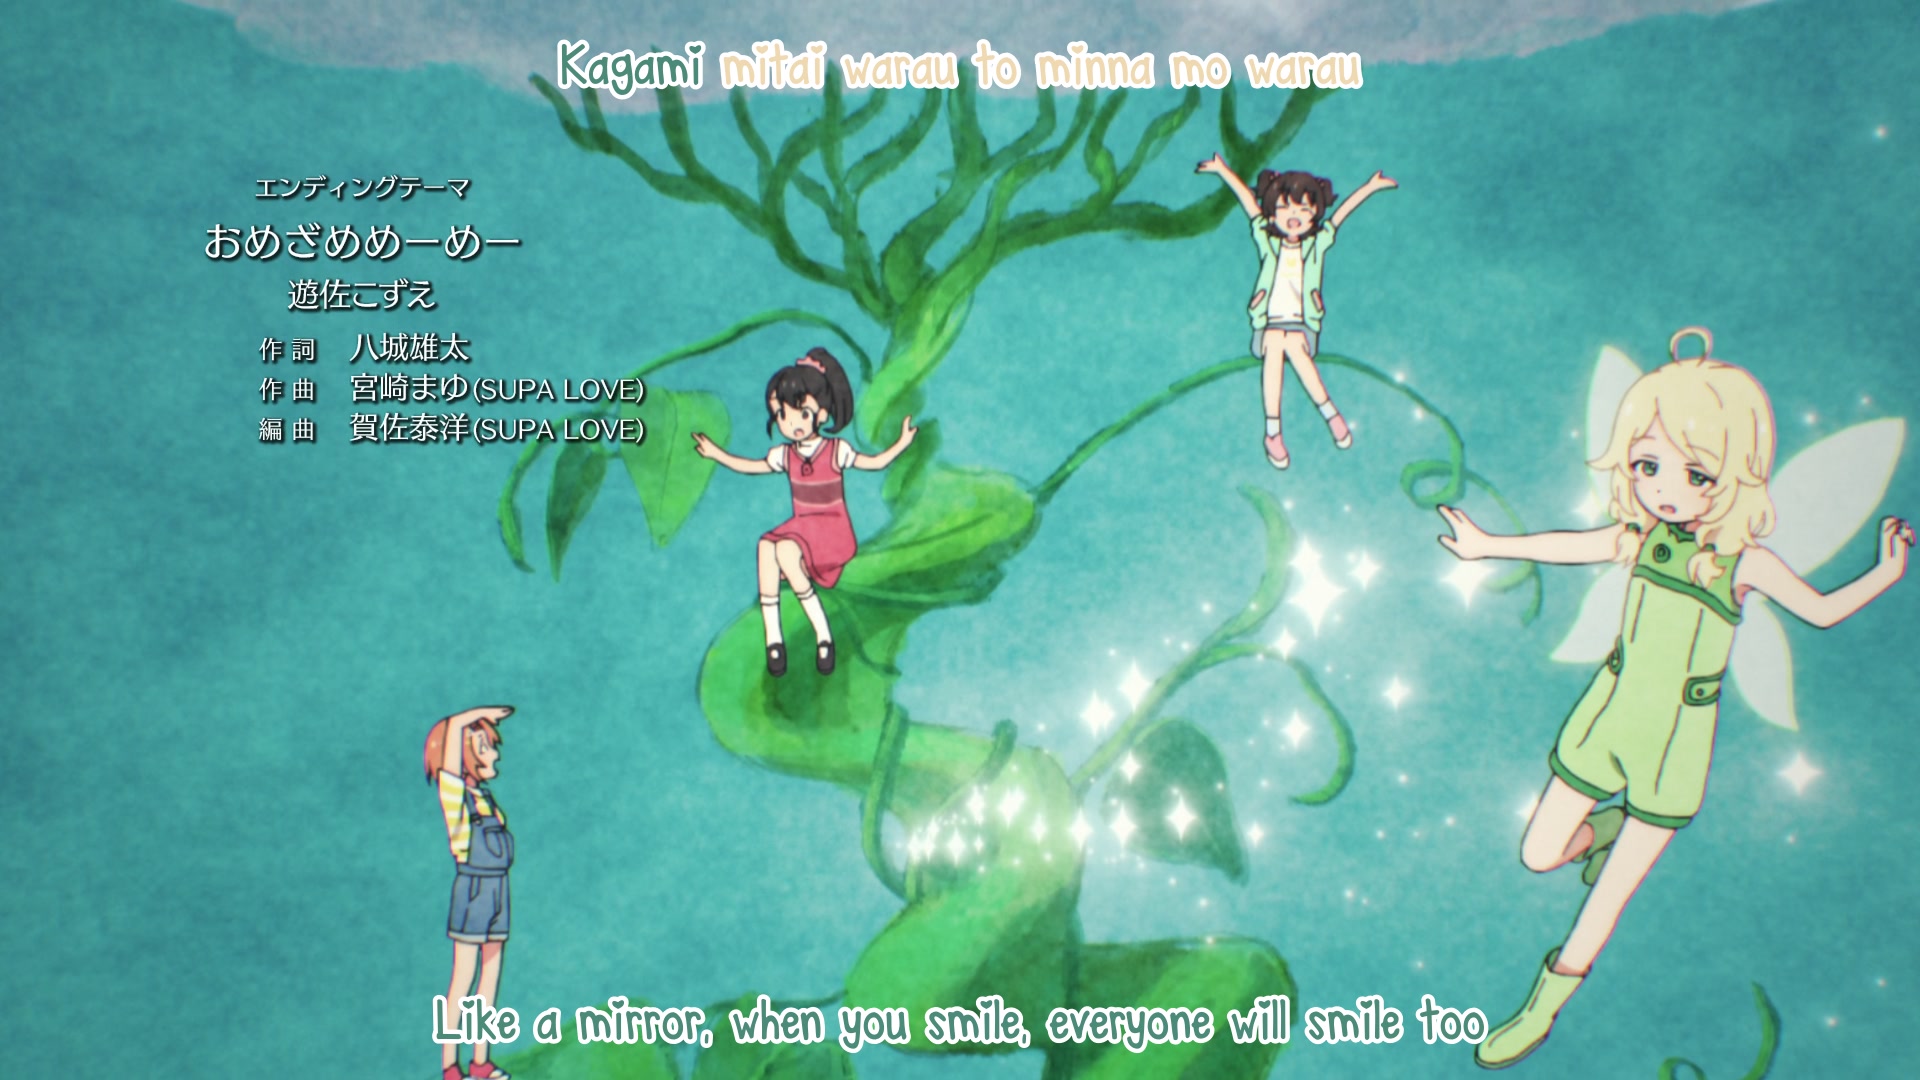 Kagami mitai warau to minna mo warau
エンディングテーマ
おめざめめーめー
遊佐こずえ
作詞 八城雄太
作曲 宮崎まゆ(SUPA LOVE)
編曲 賀佐泰洋(SUPA LOVE)
Like a mirror, when you smile, everyone will smile too